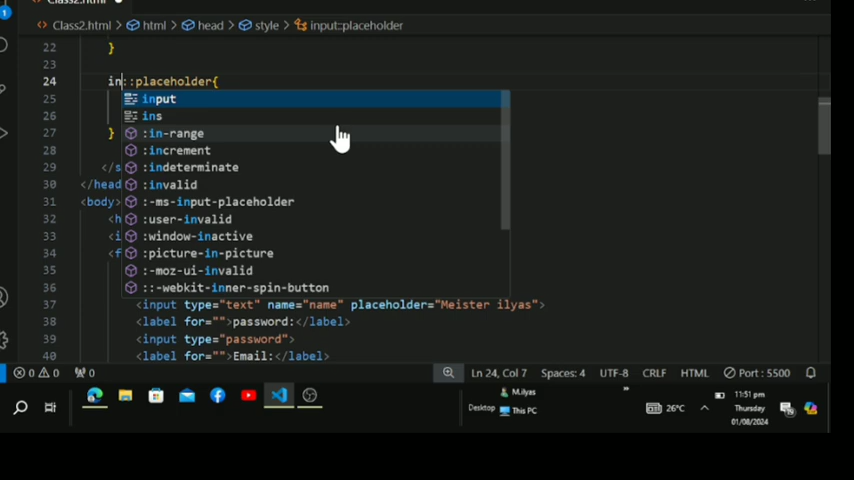 Class2.html
Class2.html > html > head > style > input::placeholder
22 }
23
24 in::placeholder{
25 input
26 ins
27 } :in-range
28 :increment
29 </s :indeterminate
30 </head :invalid
31 <body> :-ms-input-placeholder
32 <h :user-invalid
33 <i :window-inactive
34 <f :picture-in-picture
35 :-moz-ui-invalid
36 ::-webkit-inner-spin-button
37 <input type="text" name="name" placeholder="Meister ilyas">
38 <label for="">password:</label>
39 <input type="password">
40 <label for="">Email:</label>
0 0 0 Ln 24, Col 7 Spaces: 4 UTF-8 CRLF HTML Port : 5500
M.ilyas
Desktop This PC
26°C
11:51 pm
Thursday
01/08/2024